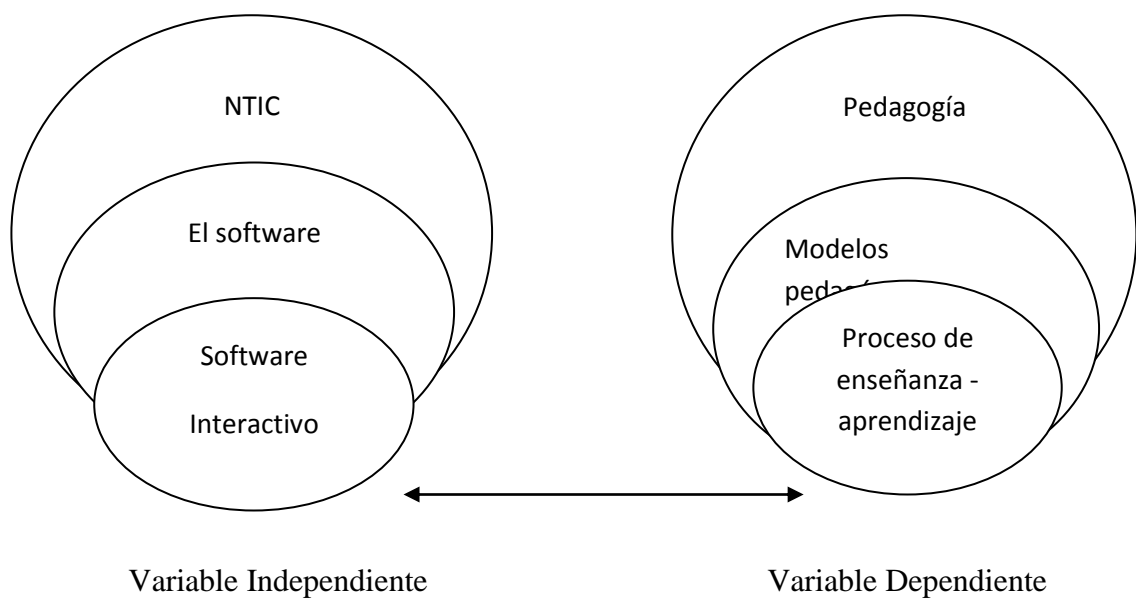 NTIC
El software
Software
Interactivo
Pedagogía
Modelos
Proceso de
enseñanza -
aprendizaje
Variable Independiente
Variable Dependiente